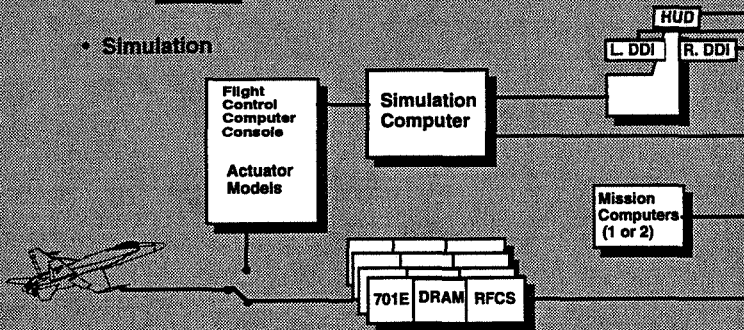 HUD
• Simulation
L. DDI
R. DDI
Flight
Control
Computer
Console
Actuator
Models
Simulation
Computer
Mission
Computers
(1 or 2)
701E DRAM RFCS